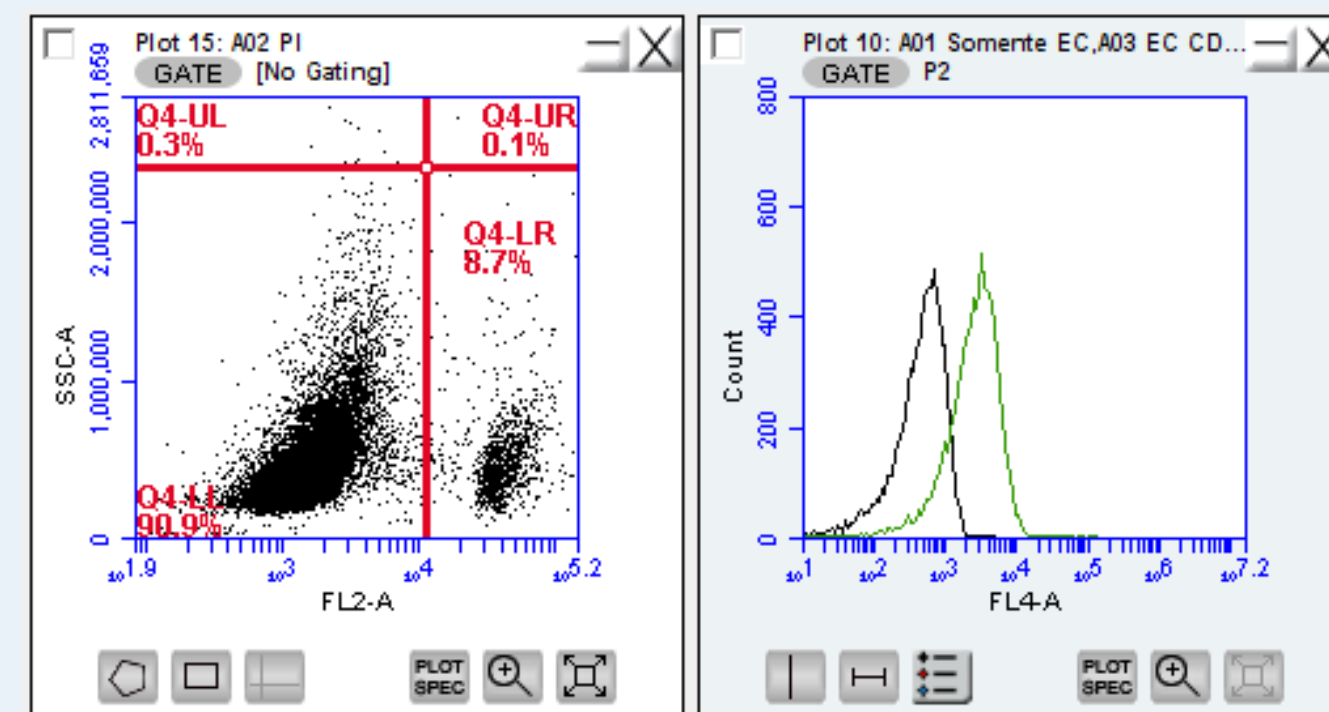 Plot 15: A02 PI
GATE [No Gating]
Q4-UL
0.3%
Q4-UR
0.1%
Q4-LR
8.7%
Q4-LL
90.9%
SSC-A
2,811,659
2,000,000
1,000,000
0
10^1.9
10^3
10^4
10^5.2
FL2-A
PLOT
SPEC
Plot 10: A01 Somente EC,A03 EC CD...
GATE P2
Count
800
600
400
200
0
10^1
10^2
10^3
10^4
10^5
10^6
10^7.2
FL4-A
PLOT
SPEC